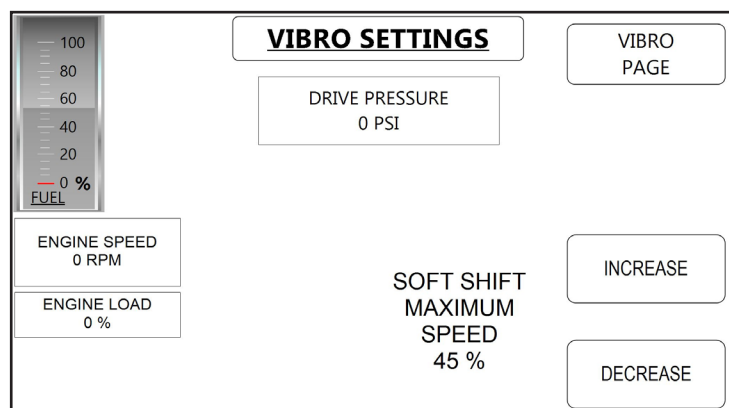 VIBRO SETTINGS
VIBRO
PAGE
DRIVE PRESSURE
0 PSI
100
80
60
40
20
0 %
FUEL
ENGINE SPEED
0 RPM
ENGINE LOAD
0 %
SOFT SHIFT
MAXIMUM
SPEED
45 %
INCREASE
DECREASE